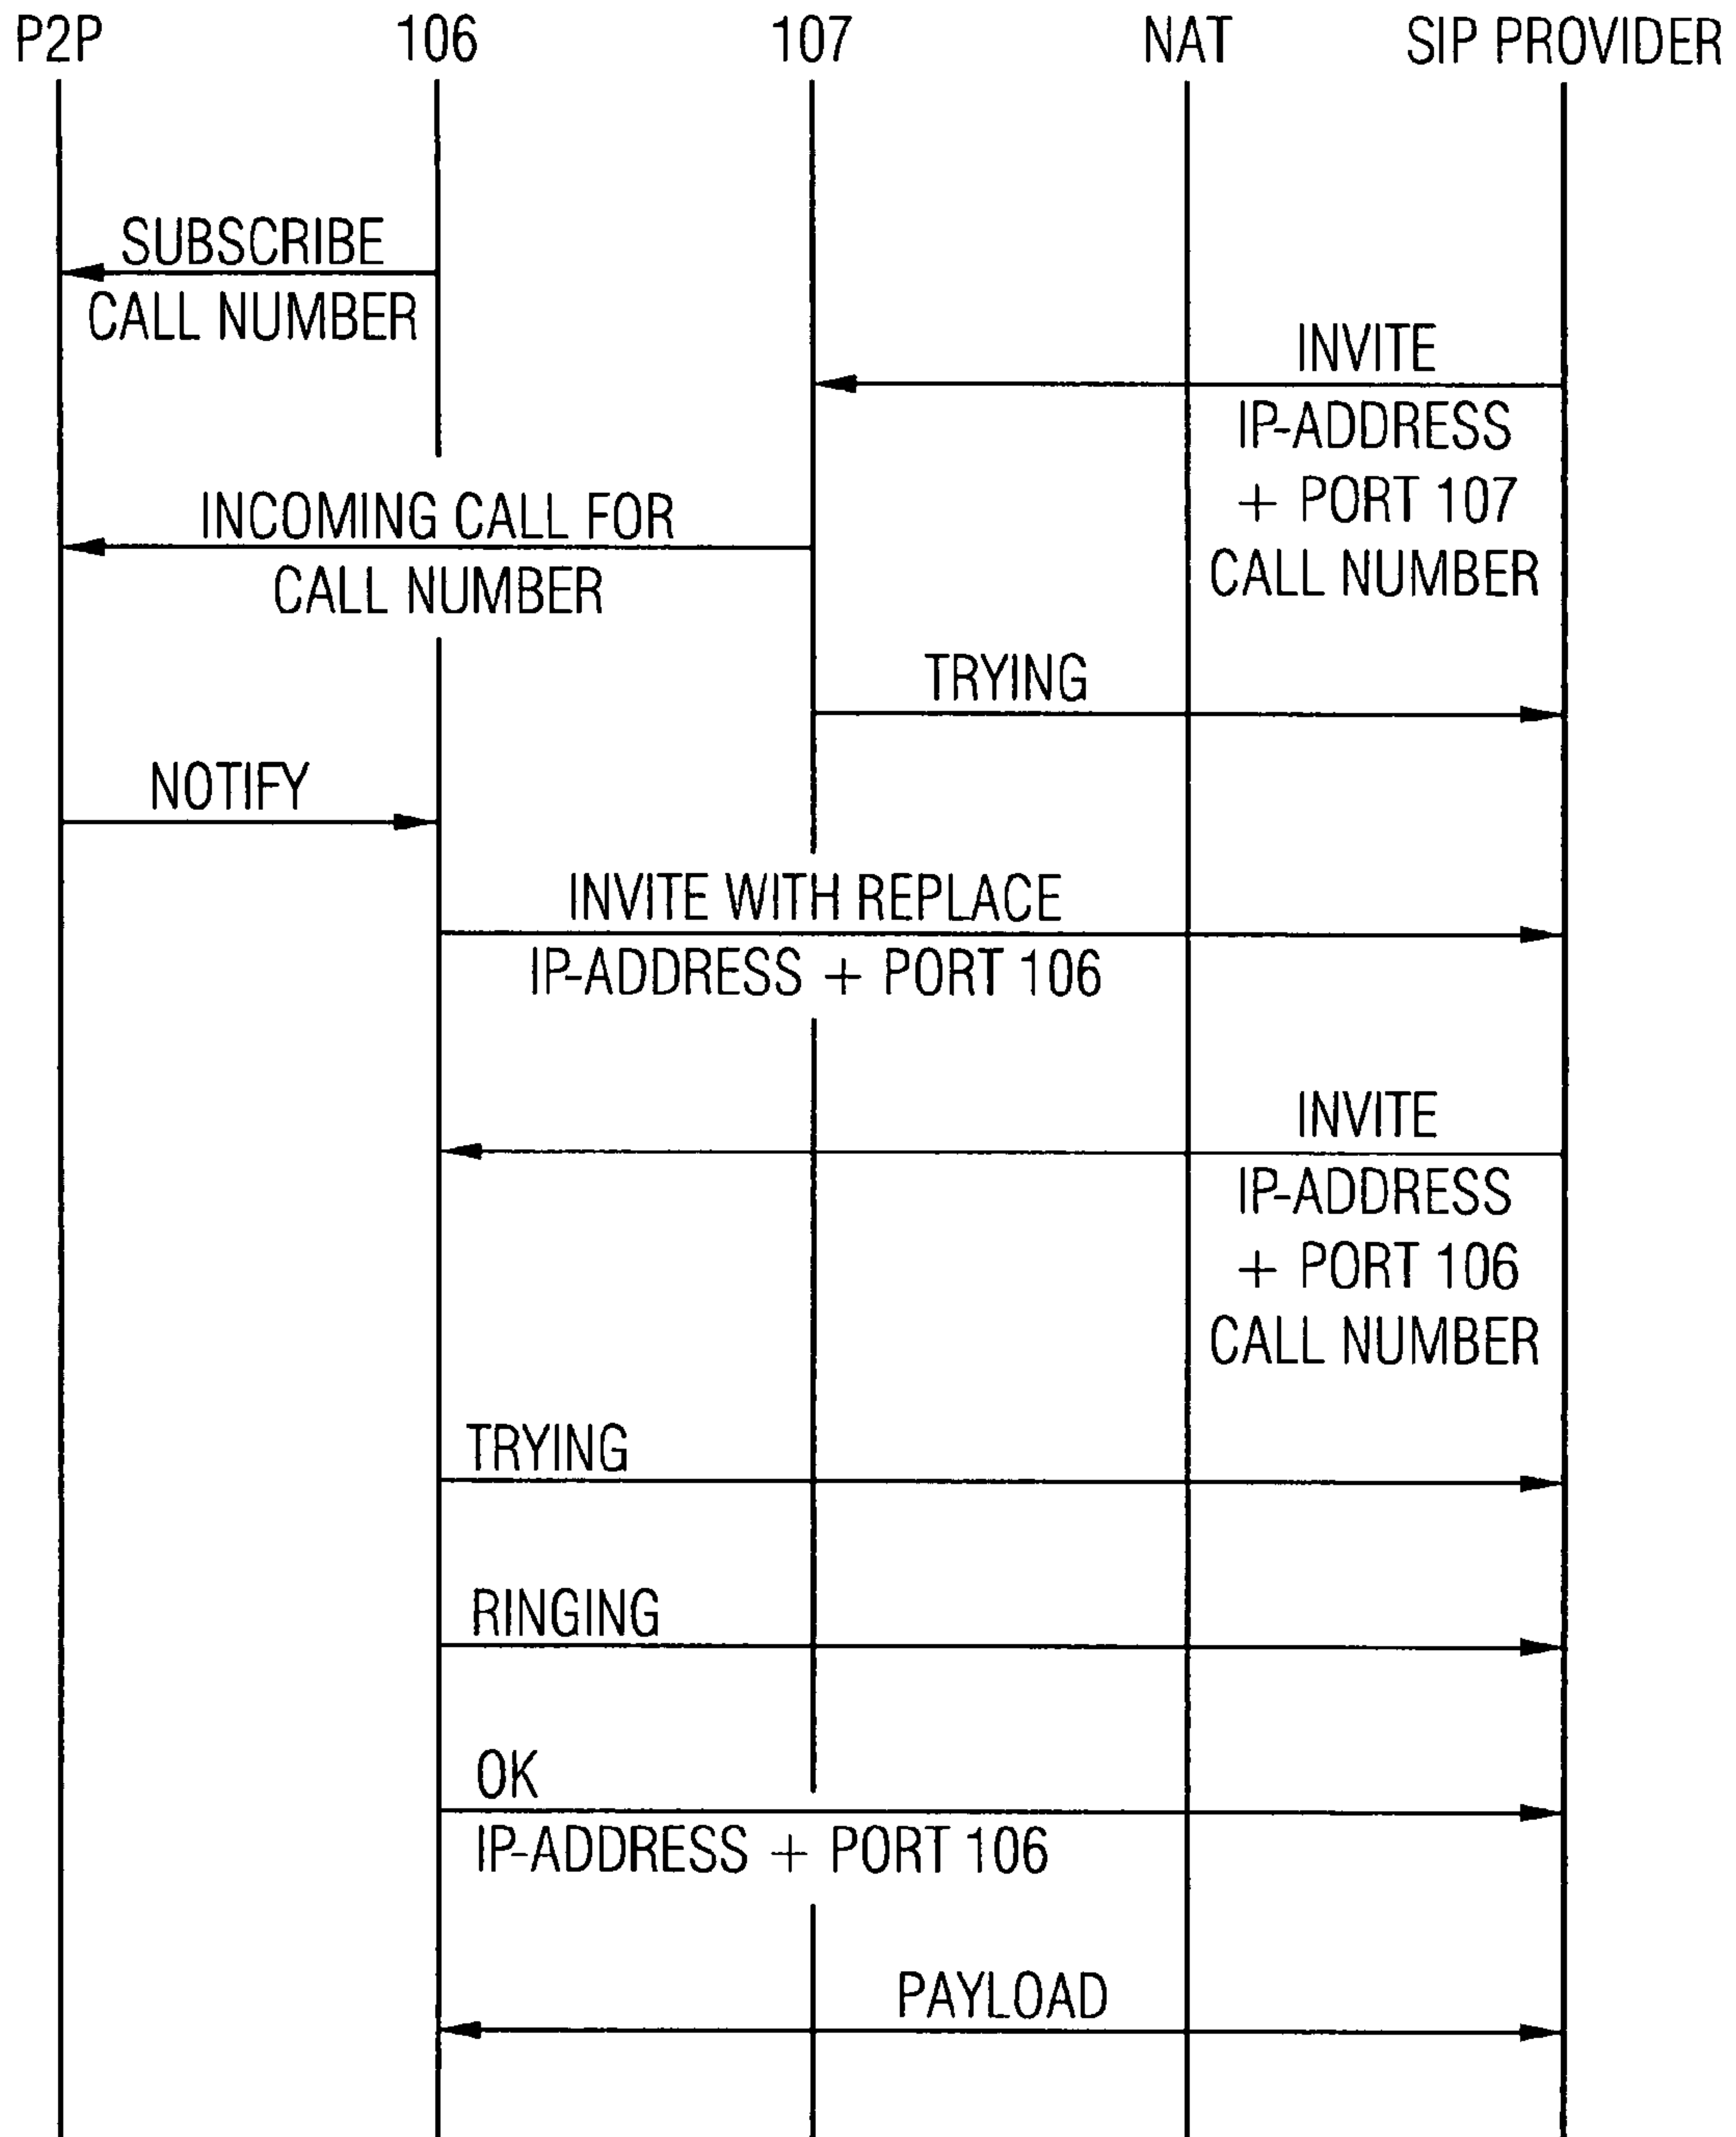 P2P 106 107 NAT SIP PROVIDER
SUBSCRIBE
CALL NUMBER
INVITE
IP-ADDRESS
+ PORT 107
CALL NUMBER
INCOMING CALL FOR
CALL NUMBER
TRYING
NOTIFY
INVITE WITH REPLACE
IP-ADDRESS + PORT 106
INVITE
IP-ADDRESS
+ PORT 106
CALL NUMBER
TRYING
RINGING
OK
IP-ADDRESS + PORT 106
PAYLOAD